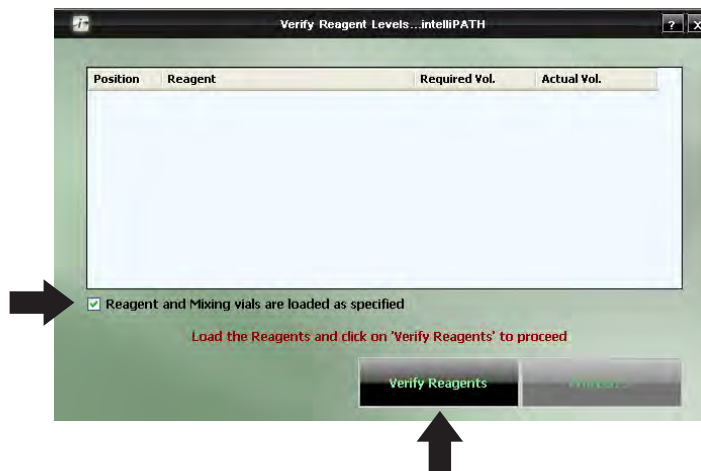 Verify Reagent Levels...intelliPATH
Position Reagent Required Vol. Actual Vol.
Reagent and Mixing vials are loaded as specified
Load the Reagents and click on 'Verify Reagents' to proceed
Verify Reagents